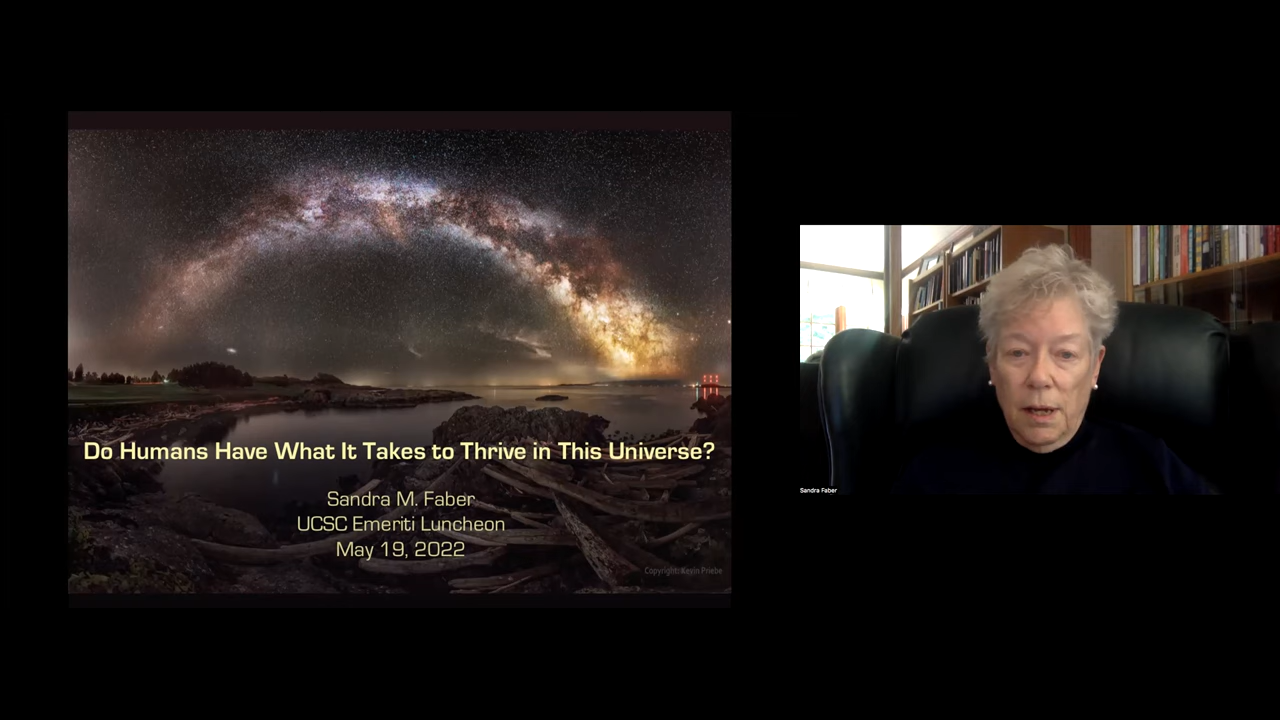 Do Humans Have What It Takes to Thrive in This Universe?
Sandra M. Faber
UCSC Emeriti Luncheon
May 19, 2022
Copyright: Kevin Priebe
Sandra Faber